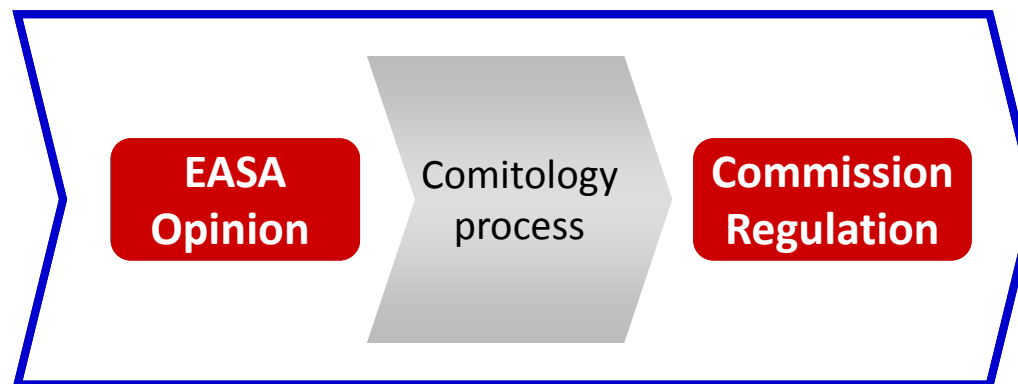 EASA
Opinion
Comitology
process
Commission
Regulation